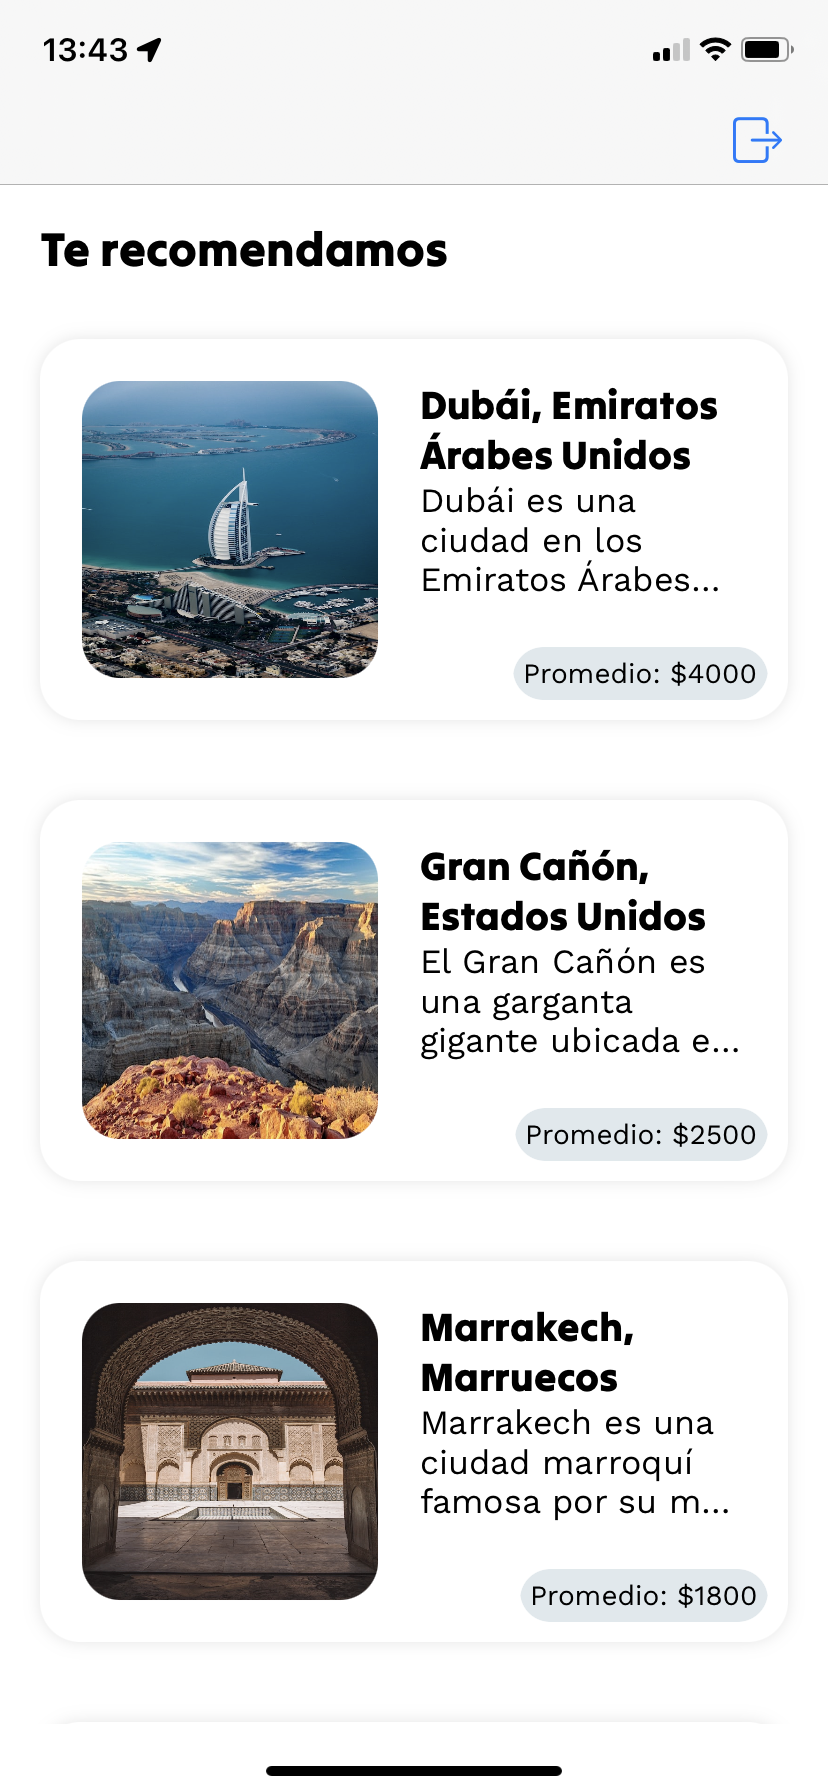 13:43
Te recomendamos
Dubái, Emiratos
Árabes Unidos
Dubái es una
ciudad en los
Emiratos Árabes...
Promedio: $4000
Gran Cañón,
Estados Unidos
El Gran Cañón es
una garganta
gigante ubicada e...
Promedio: $2500
Marrakech,
Marruecos
Marrakech es una
ciudad marroquí
famosa por su m...
Promedio: $1800